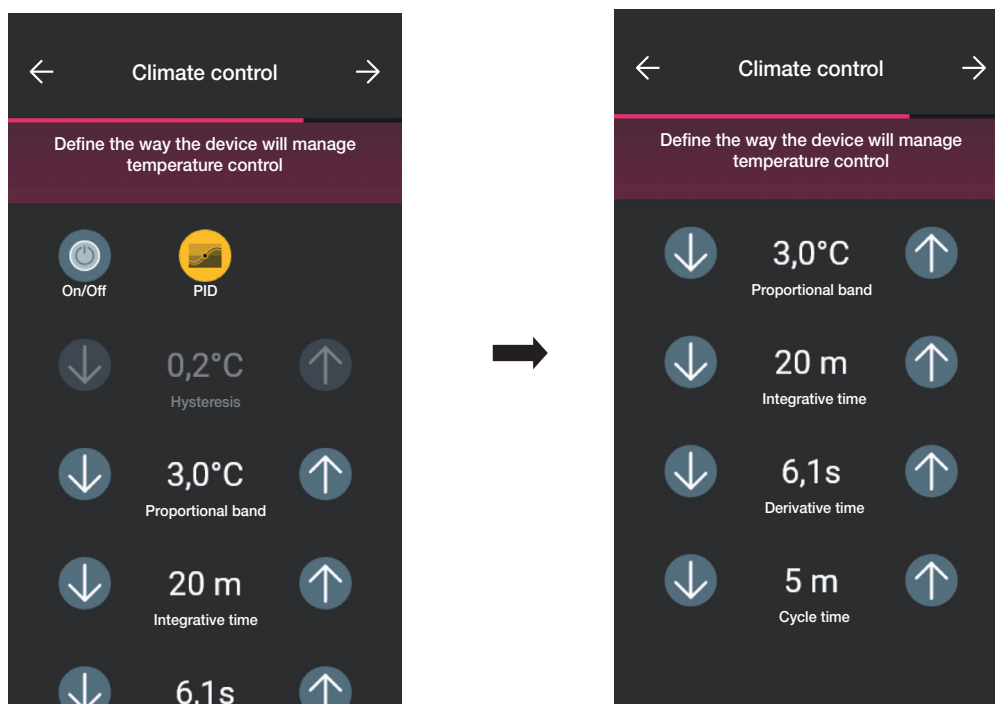 Climate control
Define the way the device will manage
temperature control
On/Off
PID
0,2°C
Hysteresis
3,0°C
Proportional band
20 m
Integrative time
6,1s
Climate control
Define the way the device will manage
temperature control
3,0°C
Proportional band
20 m
Integrative time
6,1s
Derivative time
5 m
Cycle time